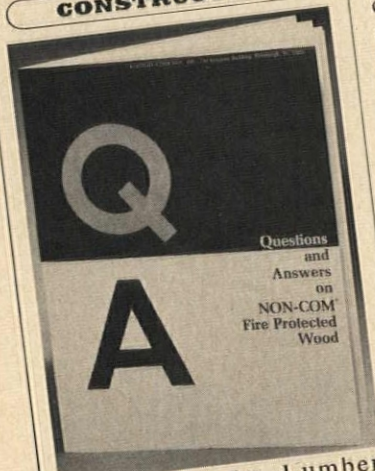 CONSTRU
Q
Questions
and
Answers
on
NON-COM®
Fire Protected
Wood
A
Lumber